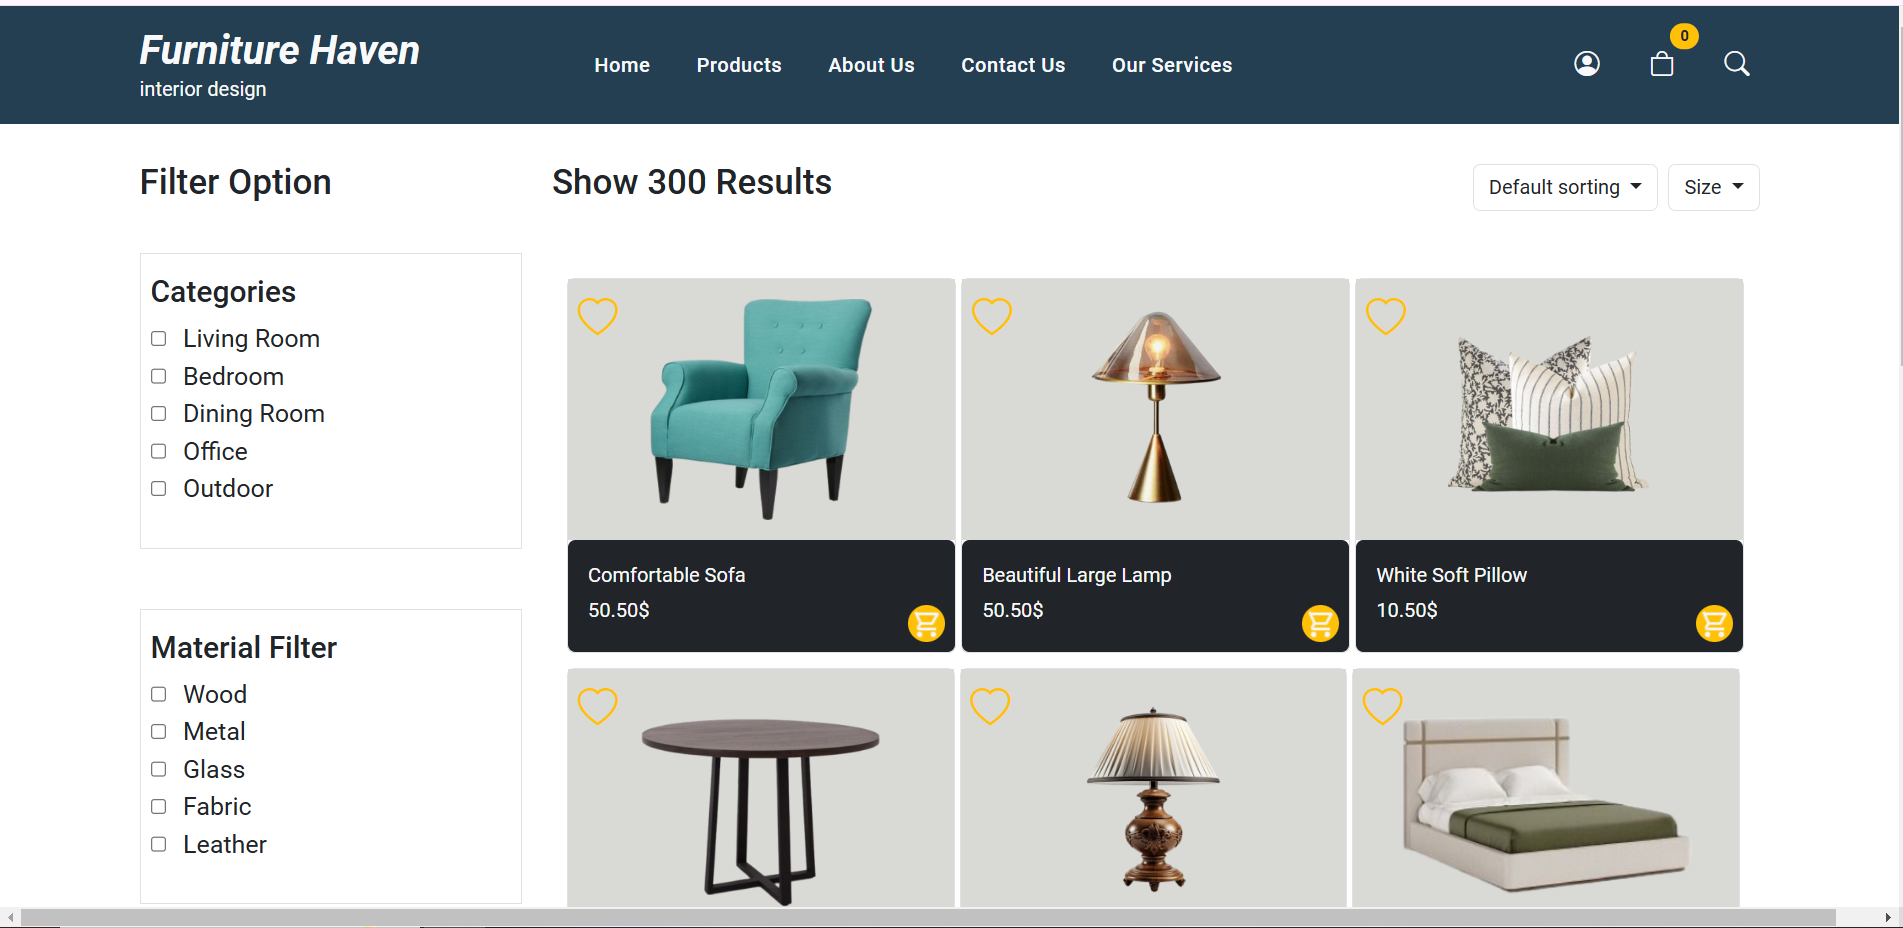 Furniture Haven
interior design
Home Products About Us Contact Us Our Services
0
Filter Option
Show 300 Results
Default sorting
Size
Categories
Living Room
Bedroom
Dining Room
Office
Outdoor
Material Filter
Wood
Metal
Glass
Fabric
Leather
Comfortable Sofa
50.50$
Beautiful Large Lamp
50.50$
White Soft Pillow
10.50$